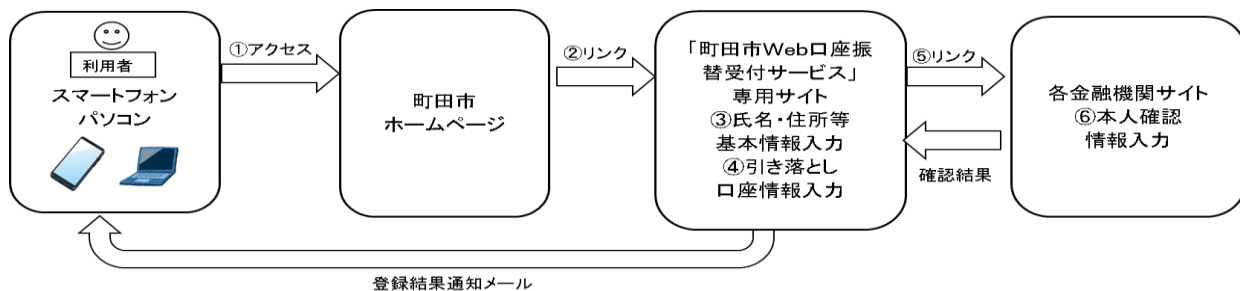 利用者
スマートフォン
パソコン
①アクセス
町田市
ホームページ
②リンク
「町田市Web口座振
替受付サービス」
専用サイト
③氏名・住所等
基本情報入力
④引き落とし
口座情報入力
⑤リンク
確認結果
各金融機関サイト
⑥本人確認
情報入力
登録結果通知メール